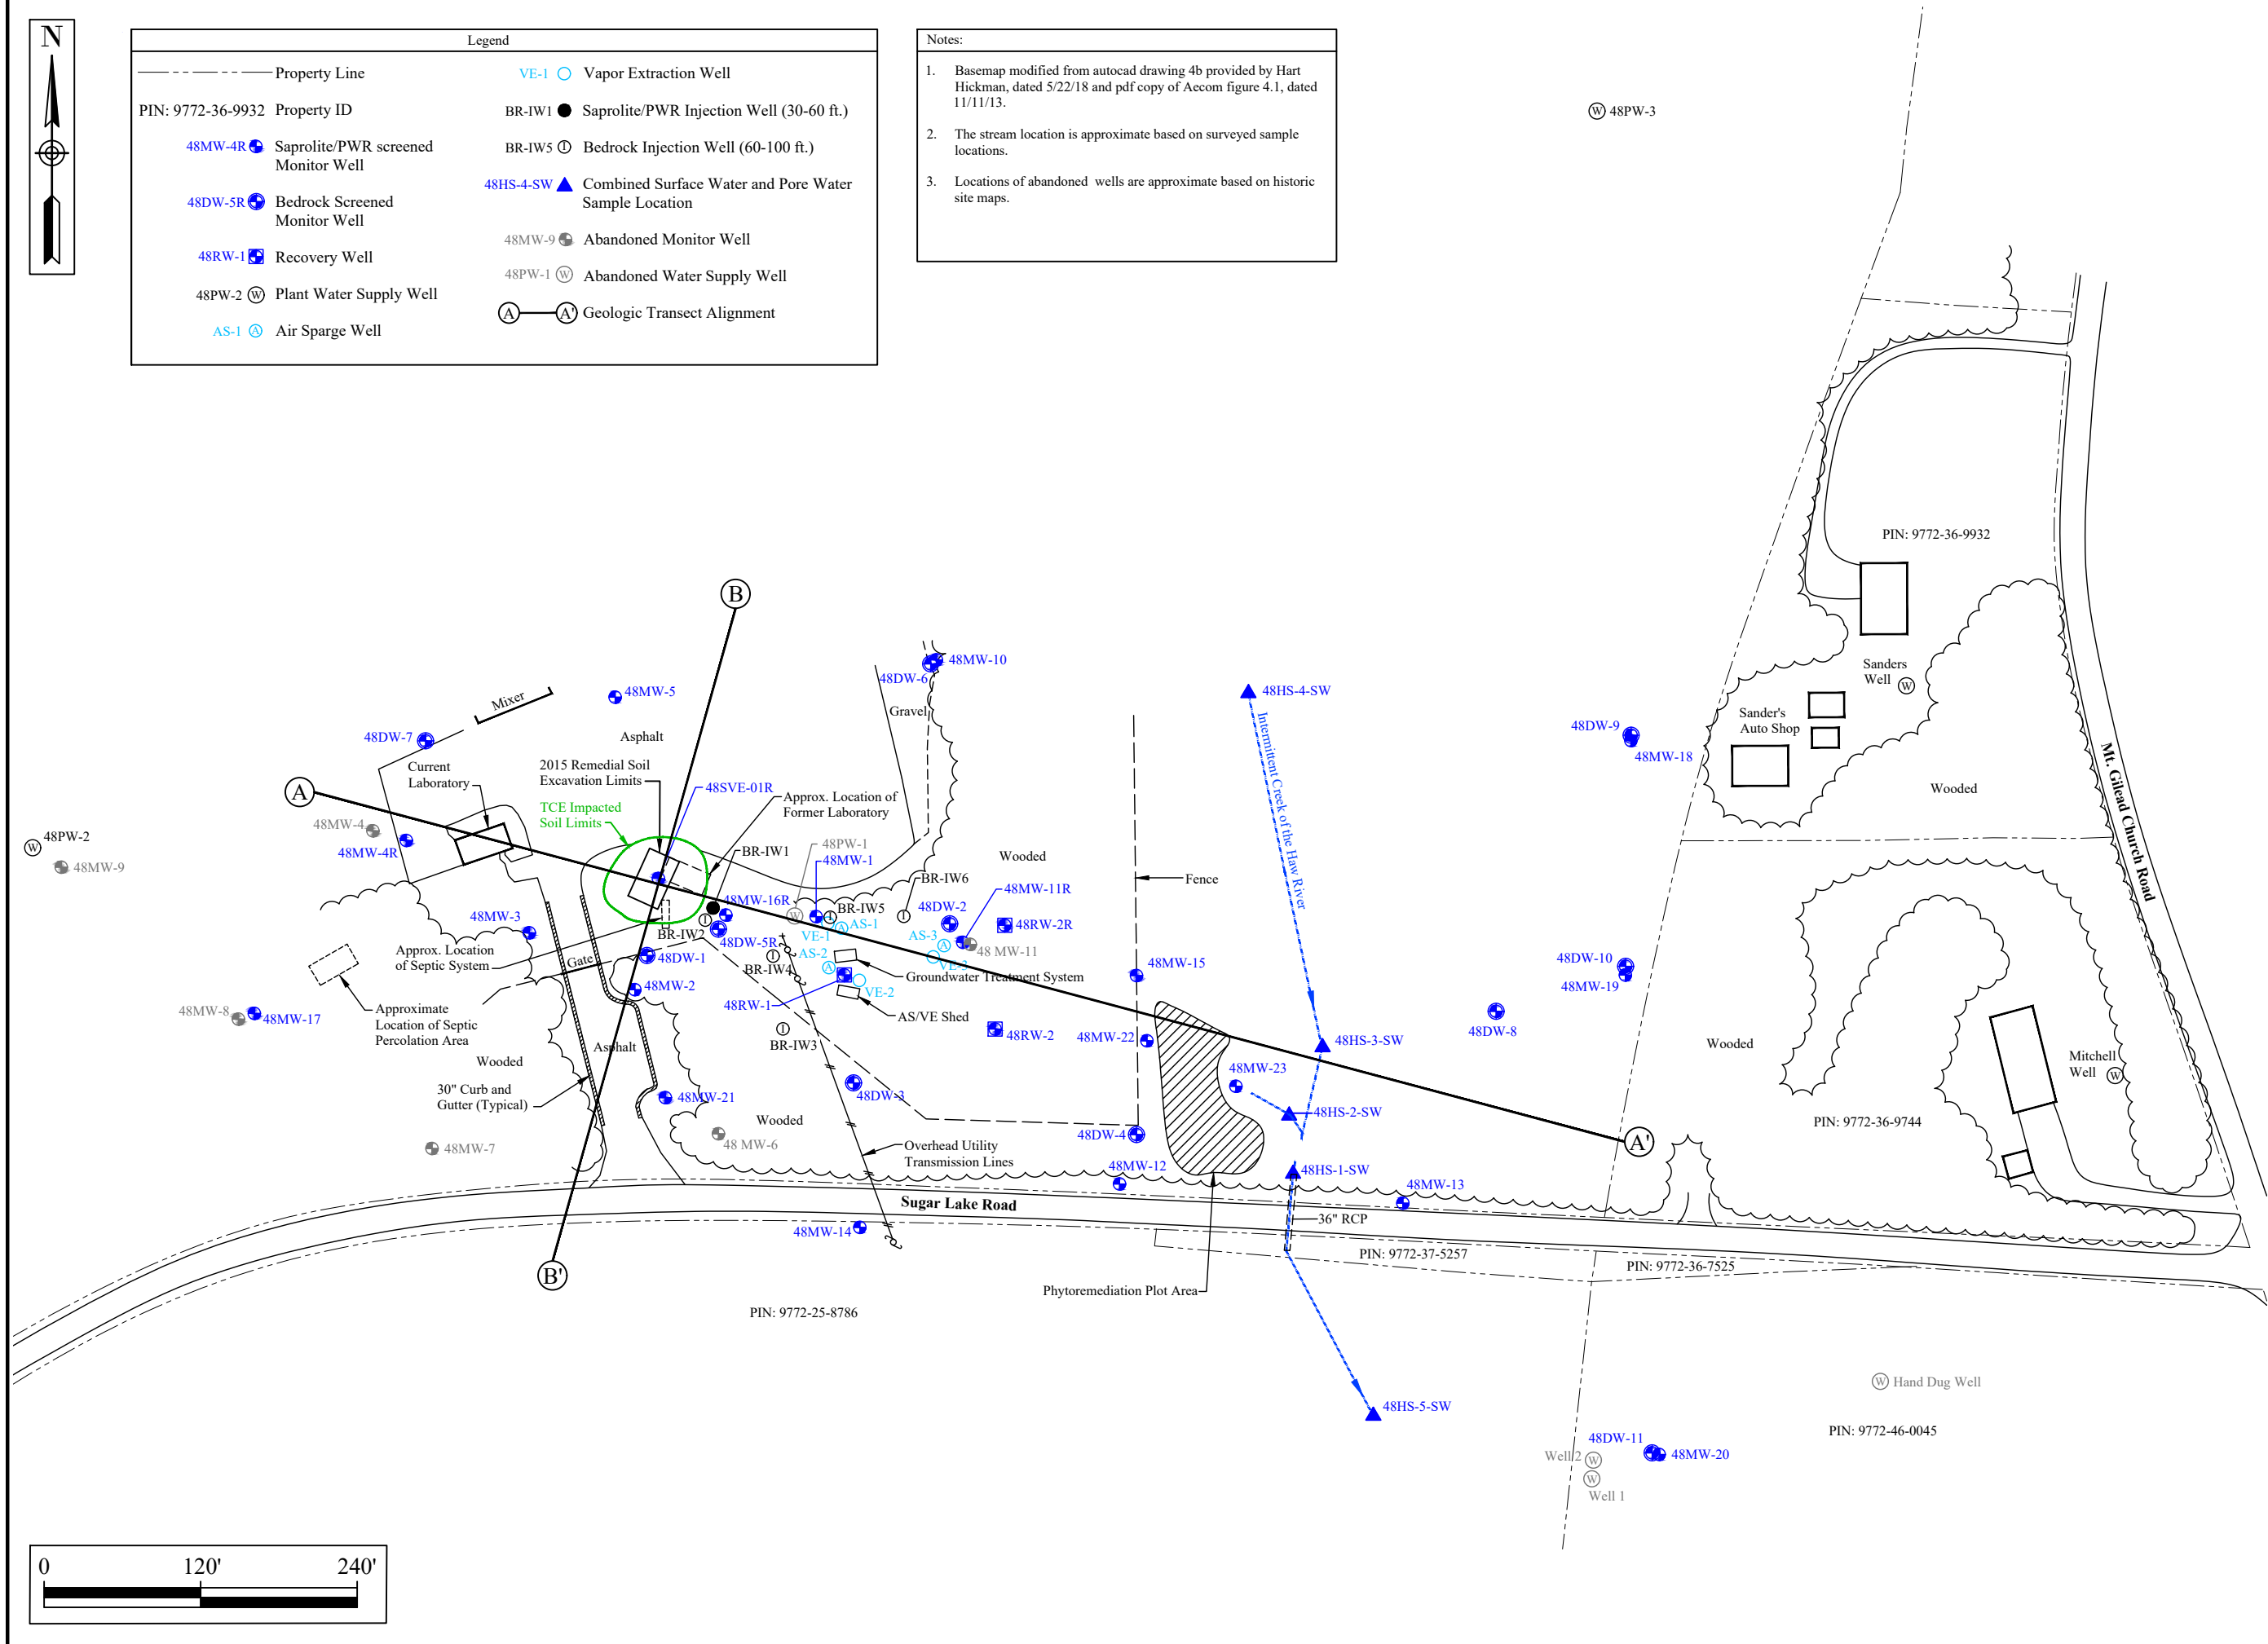 N
Legend
Property Line
PIN: 9772-36-9932 Property ID
48MW-4R Saprolite/PWR screened
Monitor Well
48DW-5R Bedrock Screened
Monitor Well
48RW-1 Recovery Well
48PW-2 W Plant Water Supply Well
AS-1 A Air Sparge Well
VE-1 Vapor Extraction Well
BR-IW1 Saprolite/PWR Injection Well (30-60 ft.)
BR-IW5 I Bedrock Injection Well (60-100 ft.)
48HS-4-SW Combined Surface Water and Pore Water
Sample Location
48MW-9 Abandoned Monitor Well
48PW-1 W Abandoned Water Supply Well
A A' Geologic Transect Alignment
Notes:
1. Basemap modified from autocad drawing 4b provided by Hart
Hickman, dated 5/22/18 and pdf copy of Aecom figure 4.1, dated
11/11/13.
2. The stream location is approximate based on surveyed sample
locations.
3. Locations of abandoned wells are approximate based on historic
site maps.
W 48PW-3
PIN: 9772-36-9932
B
48MW-10
48DW-6
Gravel
48MW-5
Mixer
48DW-7
Asphalt
Current
Laboratory
2015 Remedial Soil
Excavation Limits
TCE Impacted
Soil Limits
48SVE-01R
Approx. Location of
Former Laboratory
A
48MW-4
48MW-4R
48PW-2
W
48MW-9
48PW-1
W
48MW-1
BR-IW1
BR-IW6
I
48MW-16R
BR-IW5
I
AS-1
A
VE-1
48DW-2
48MW-11R
48RW-2R
AS-3
A
48 MW-11
VE-3
Wooded
Fence
48MW-3
BR-IW2
I
48DW-5R
AS-2
A
BR-IW4
I
Approx. Location
of Septic System
Gate
48DW-1
48MW-2
48RW-1
VE-2
Groundwater Treatment System
AS/VE Shed
48MW-15
48MW-8
48MW-17
Approximate
Location of Septic
Percolation Area
Wooded
Asphalt
I
BR-IW3
48RW-2
48MW-22
30" Curb and
Gutter (Typical)
48MW-21
48DW-3
48MW-7
48 MW-6
Wooded
Overhead Utility
Transmission Lines
48DW-4
48MW-12
48MW-23
48HS-4-SW
Intermittent Creek of the Haw River
48HS-3-SW
48HS-2-SW
48HS-1-SW
48MW-13
36" RCP
Sugar Lake Road
48MW-14
B'
PIN: 9772-25-8786
Phytoremediation Plot Area
PIN: 9772-37-5257
PIN: 9772-36-7525
48HS-5-SW
Sanders
Well W
Sander's
Auto Shop
48DW-9
48MW-18
Wooded
Mt. Gilead Church Road
48DW-10
48MW-19
48DW-8
Wooded
Mitchell
Well W
PIN: 9772-36-9744
A'
W Hand Dug Well
PIN: 9772-46-0045
48DW-11
48MW-20
Well 2 W
W
Well 1
0 120' 240'